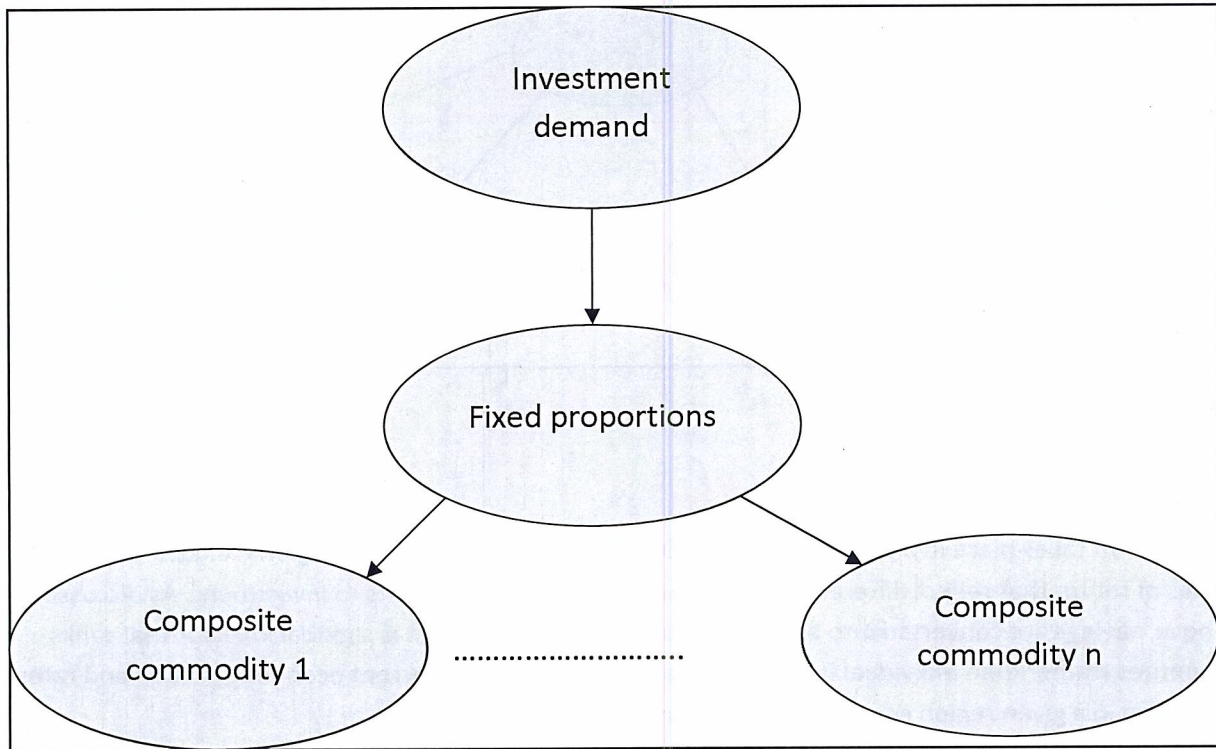 Investment
demand
Fixed proportions
Composite
commodity 1
.......................................
Composite
commodity n